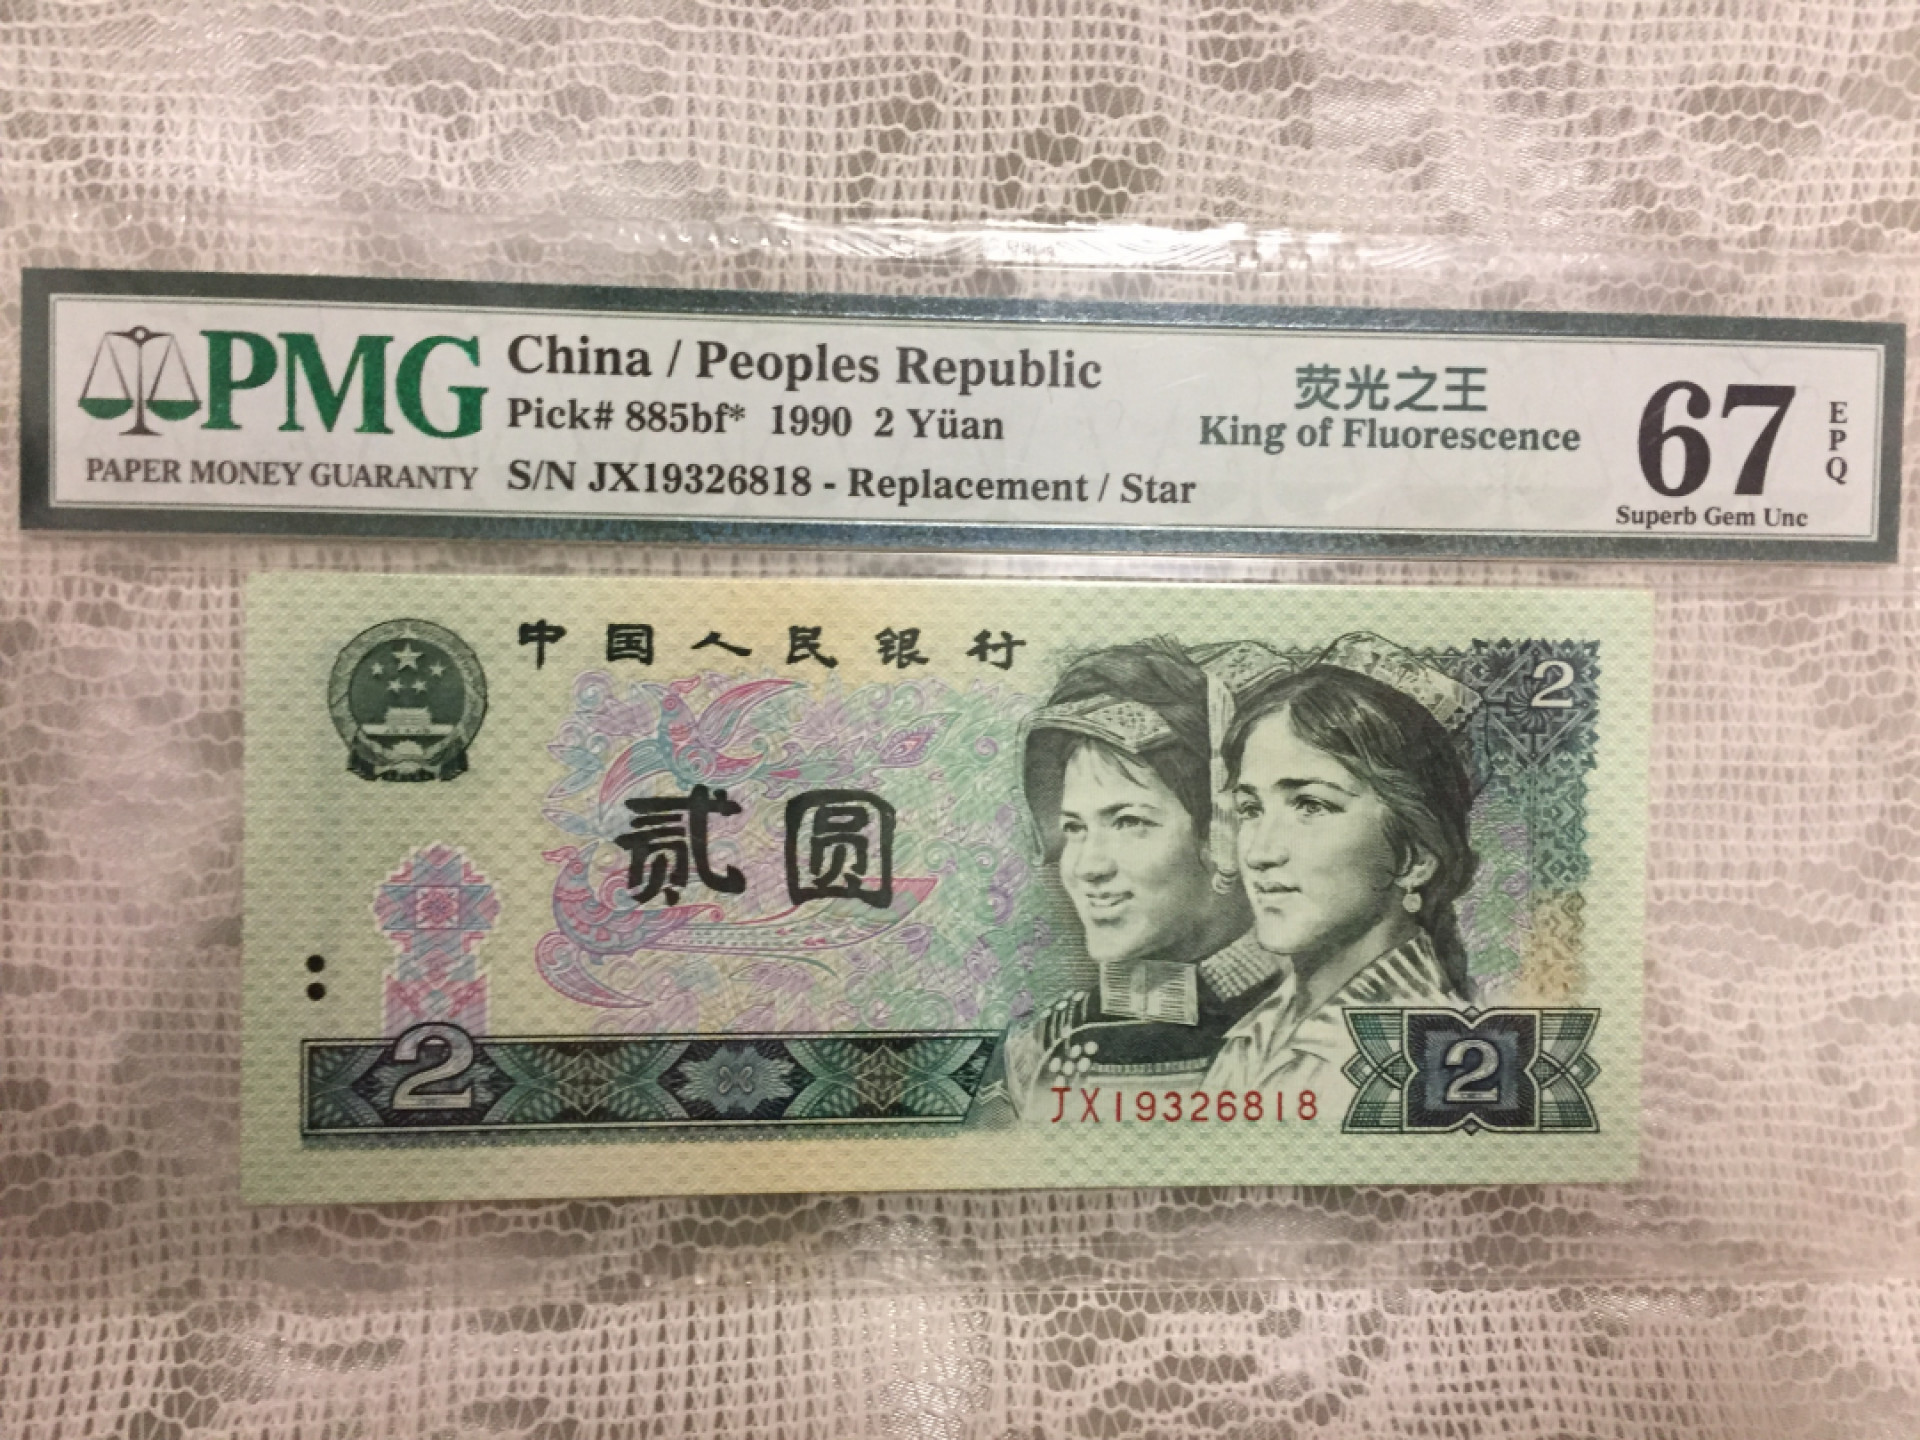 PMG
PAPER MONEY GUARANTY
China / Peoples Republic
Pick# 885bf* 1990 2 Yüan
S/N JX19326818 - Replacement / Star
荧光之王
King of Fluorescence
67
EPQ
Superb Gem Unc
中国人民银行
2
贰圆
2
JX19326818
2